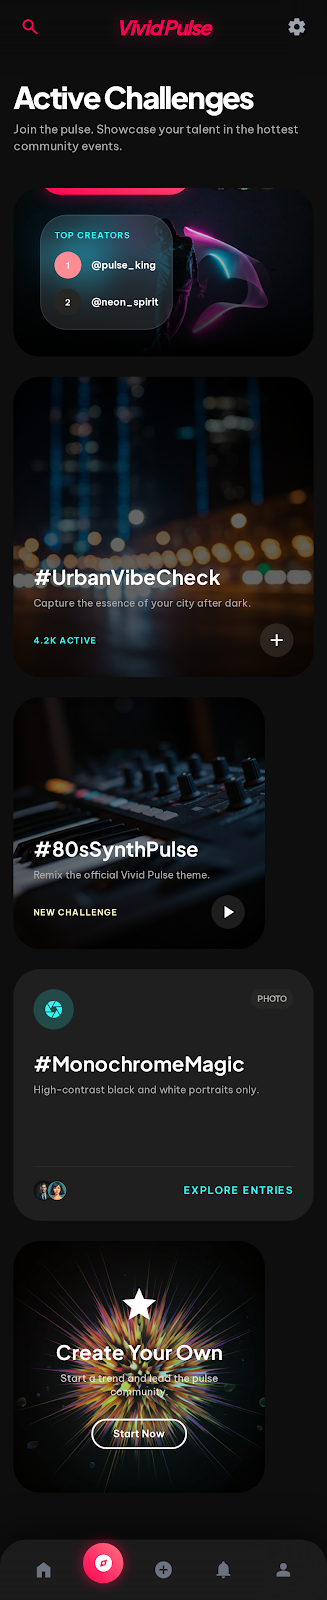 Vivid Pulse
Active Challenges
Join the pulse. Showcase your talent in the hottest
community events.
TOP CREATORS
1 @pulse_king
2 @neon_spirit
#UrbanVibeCheck
Capture the essence of your city after dark.
4.2K ACTIVE
#80sSynthPulse
Remix the official Vivid Pulse theme.
NEW CHALLENGE
PHOTO
#MonochromeMagic
High-contrast black and white portraits only.
EXPLORE ENTRIES
Create Your Own
Start a trend and lead the pulse
community.
Start Now